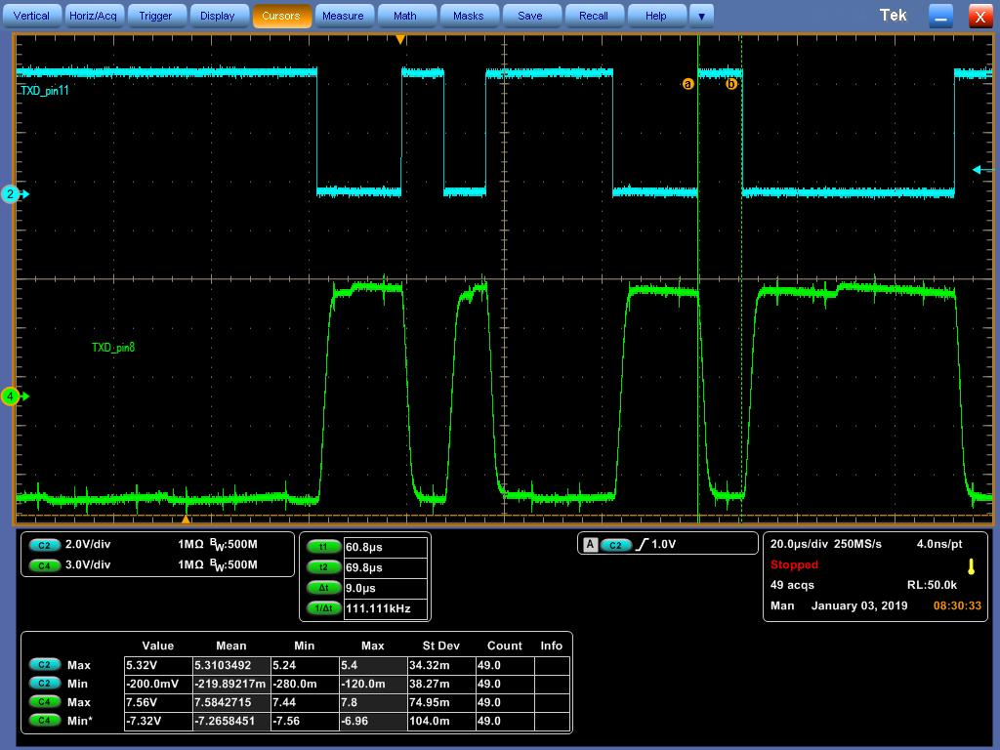 Vertical Horiz/Acq Trigger Display Cursors Measure Math Masks Save Recall Help Tek X
TXD_pin11
a b
2
TXD_pin8
4
C2 2.0V/div 1MΩ BW:500M
C4 3.0V/div 1MΩ BW:500M
t1 60.8µs
t2 69.8µs
Δt 9.0µs
1/Δt 111.111kHz
A C2 1.0V
20.0µs/div 250MS/s 4.0ns/pt
Stopped
49 acqs RL:50.0k
Man January 03, 2019 08:30:33
Value Mean Min Max St Dev Count Info
C2 Max 5.32V 5.3103492 5.24 5.4 34.32m 49.0
C2 Min -200.0mV -219.89217m -280.0m -120.0m 38.27m 49.0
C4 Max 7.56V 7.5842715 7.44 7.8 74.95m 49.0
C4 Min* -7.32V -7.2658451 -7.56 -6.96 104.0m 49.0